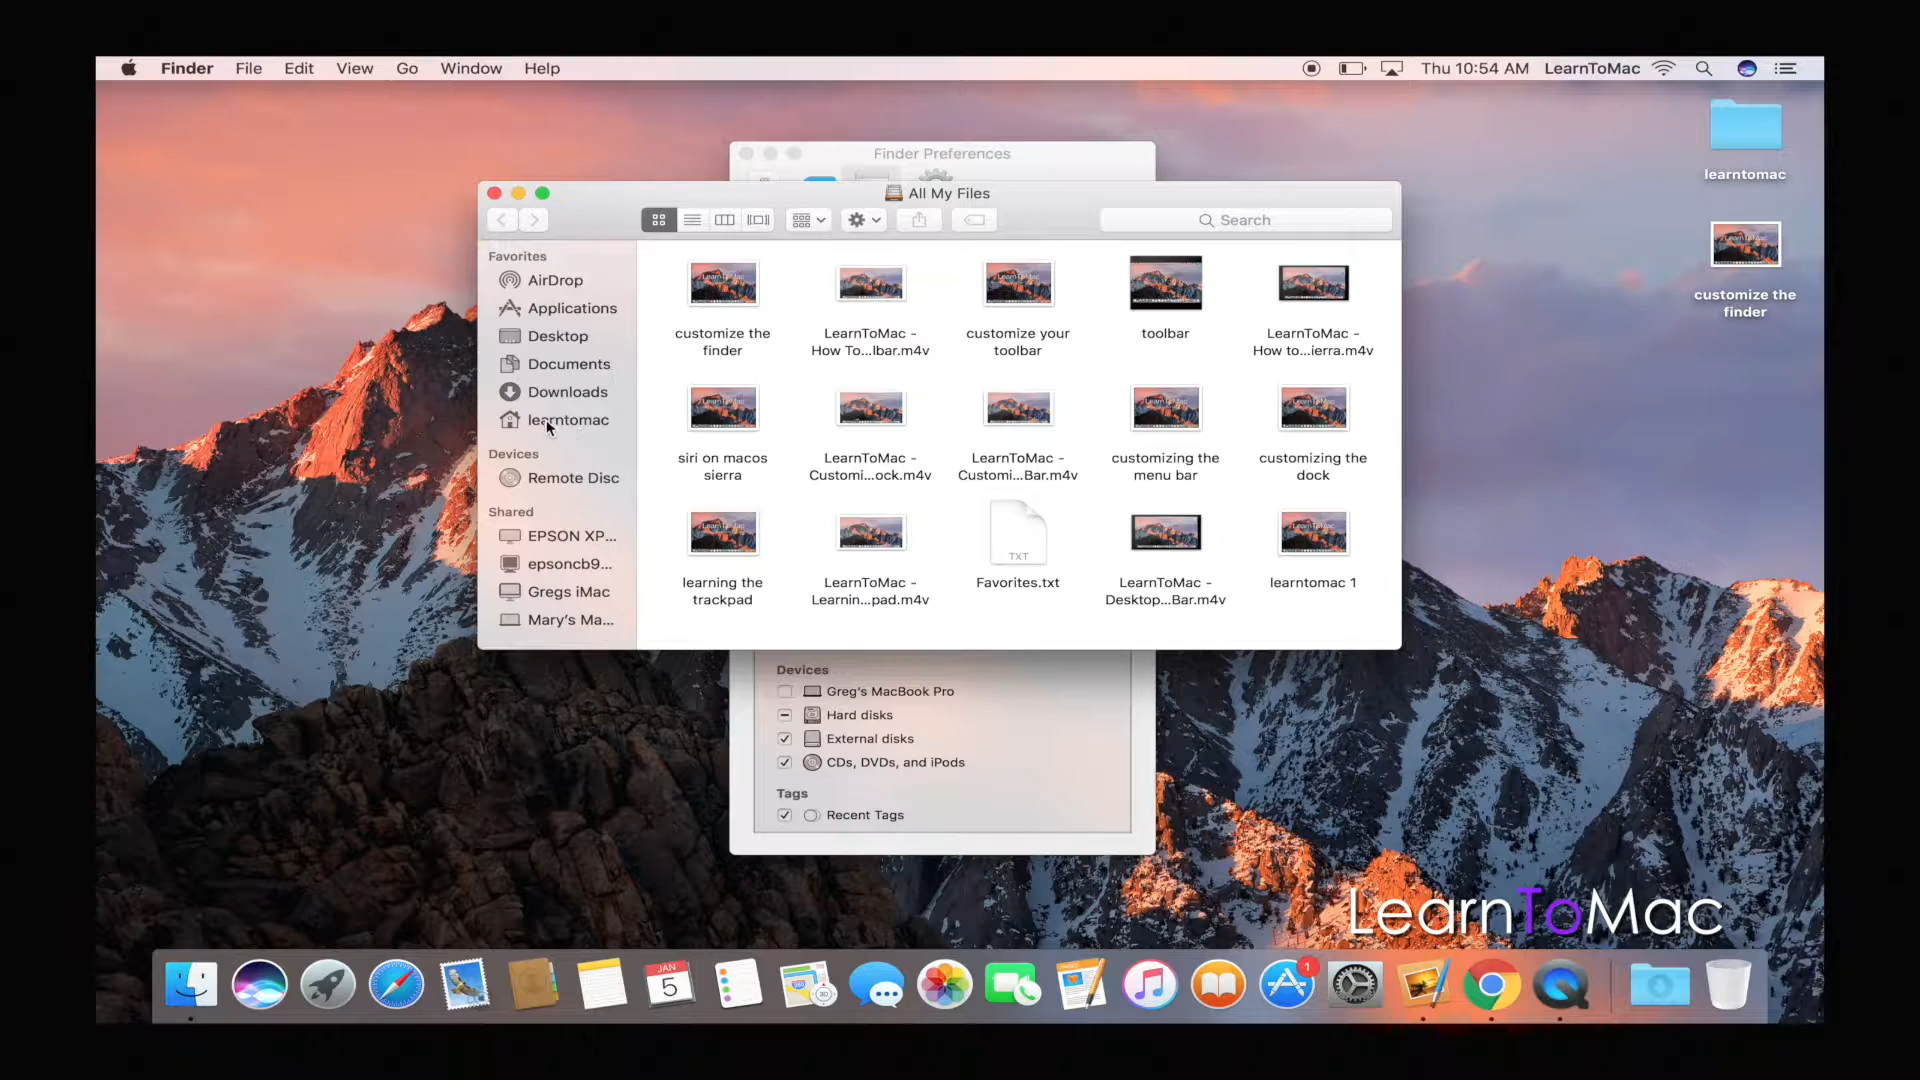 Finder File Edit View Go Window Help
Thu 10:54 AM LearnToMac
learntomac
customize the
finder
Finder Preferences
All My Files
Search
Favorites
AirDrop
Applications
Desktop
Documents
Downloads
learntomac
Devices
Remote Disc
Shared
EPSON XP...
epsoncb9...
Gregs iMac
Mary's Ma...
customize the
finder
LearnToMac -
How To...lbar.m4v
customize your
toolbar
toolbar
LearnToMac -
How to...ierra.m4v
siri on macos
sierra
LearnToMac -
Customi...ock.m4v
LearnToMac -
Customi...Bar.m4v
customizing the
menu bar
customizing the
dock
learning the
trackpad
LearnToMac -
Learnin...pad.m4v
TXT
Favorites.txt
LearnToMac -
Desktop...Bar.m4v
learntomac 1
Devices
Greg's MacBook Pro
Hard disks
External disks
CDs, DVDs, and iPods
Tags
Recent Tags
LearnToMac
JAN
5
1